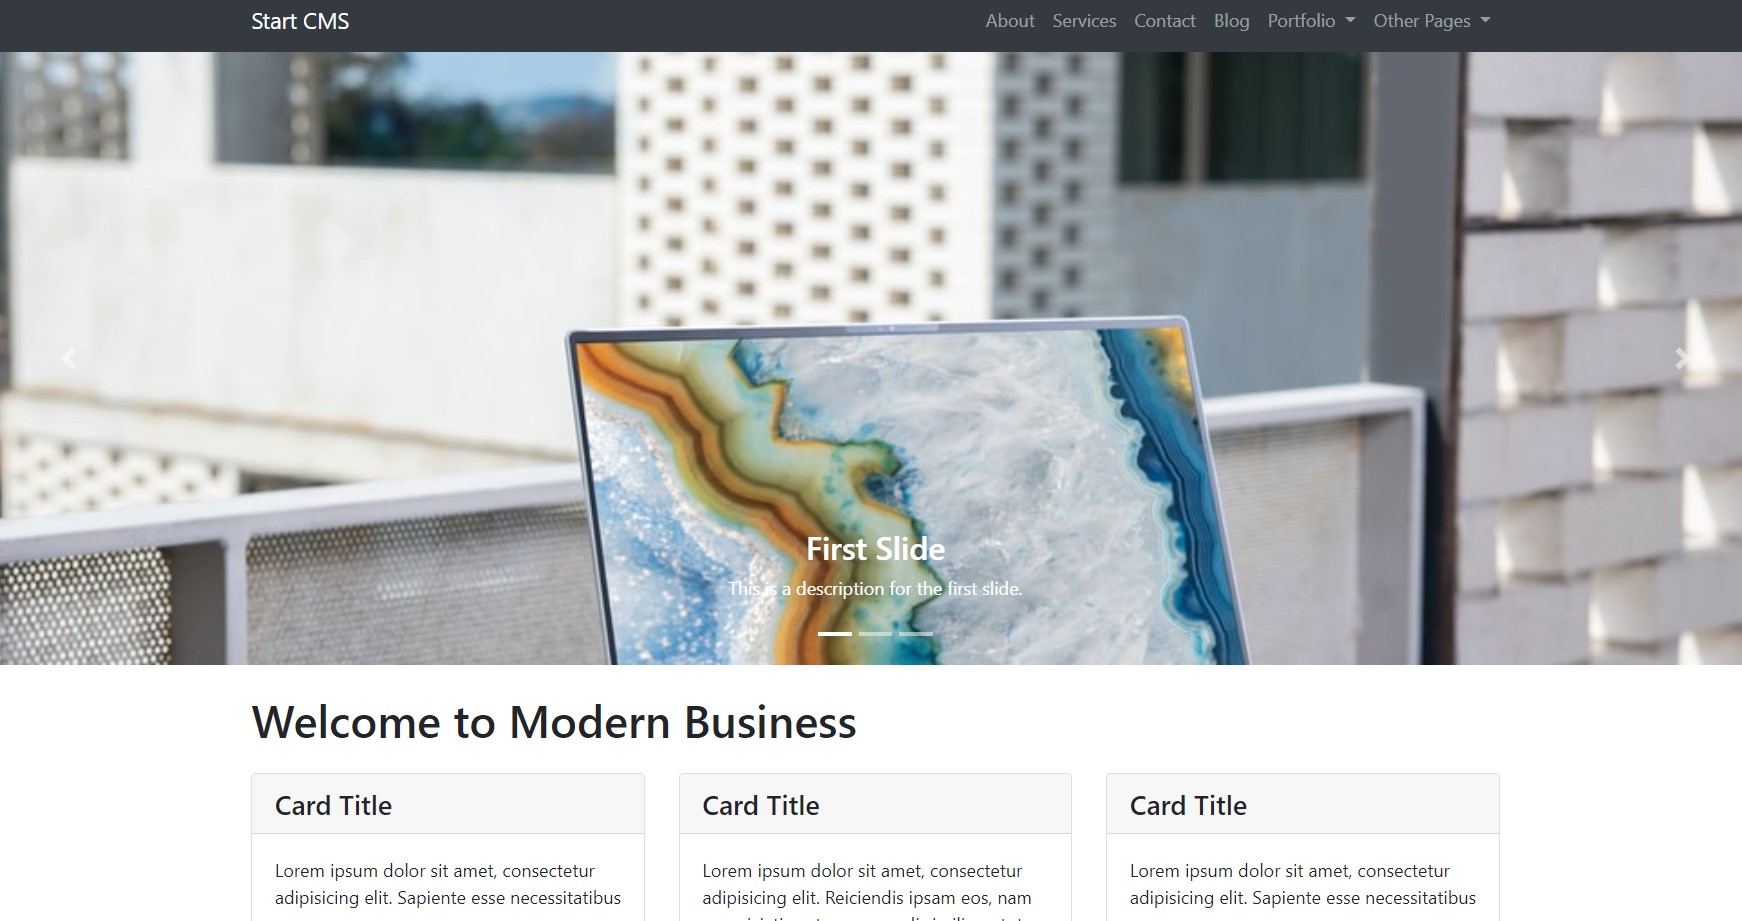 Start CMS
About Services Contact Blog Portfolio Other Pages
First Slide
This is a description for the first slide.
Welcome to Modern Business
Card Title
Lorem ipsum dolor sit amet, consectetur
adipisicing elit. Sapiente esse necessitatibus
Card Title
Lorem ipsum dolor sit amet, consectetur
adipisicing elit. Reiciendis ipsam eos, nam
Card Title
Lorem ipsum dolor sit amet, consectetur
adipisicing elit. Sapiente esse necessitatibus